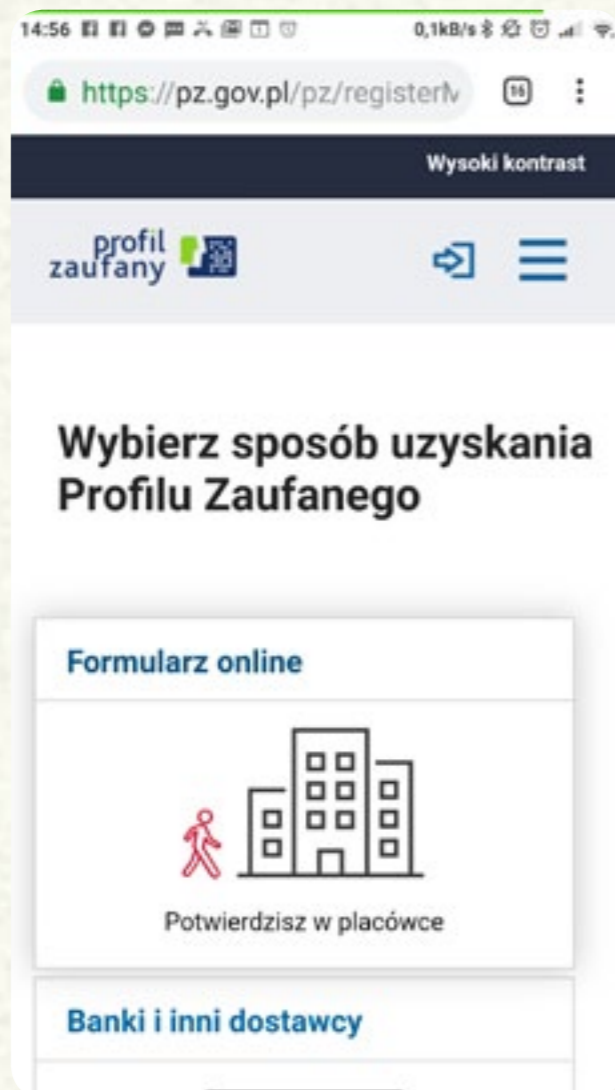 14:56
0,1kB/s
https://pz.gov.pl/pz/register
16
Wysoki kontrast
profil
zaufany
Wybierz sposób uzyskania
Profilu Zaufanego
Formularz online
Potwierdzisz w placówce
Banki i inni dostawcy